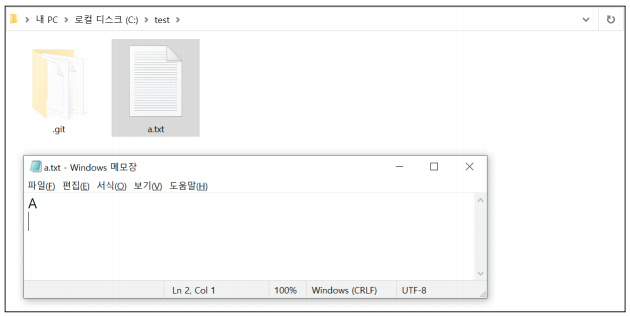 내 PC > 로컬 디스크 (C:) > test >
.git
a.txt
a.txt - Windows 메모장
파일(F) 편집(E) 서식(O) 보기(V) 도움말(H)
A
Ln 2, Col 1 100% Windows (CRLF) UTF-8